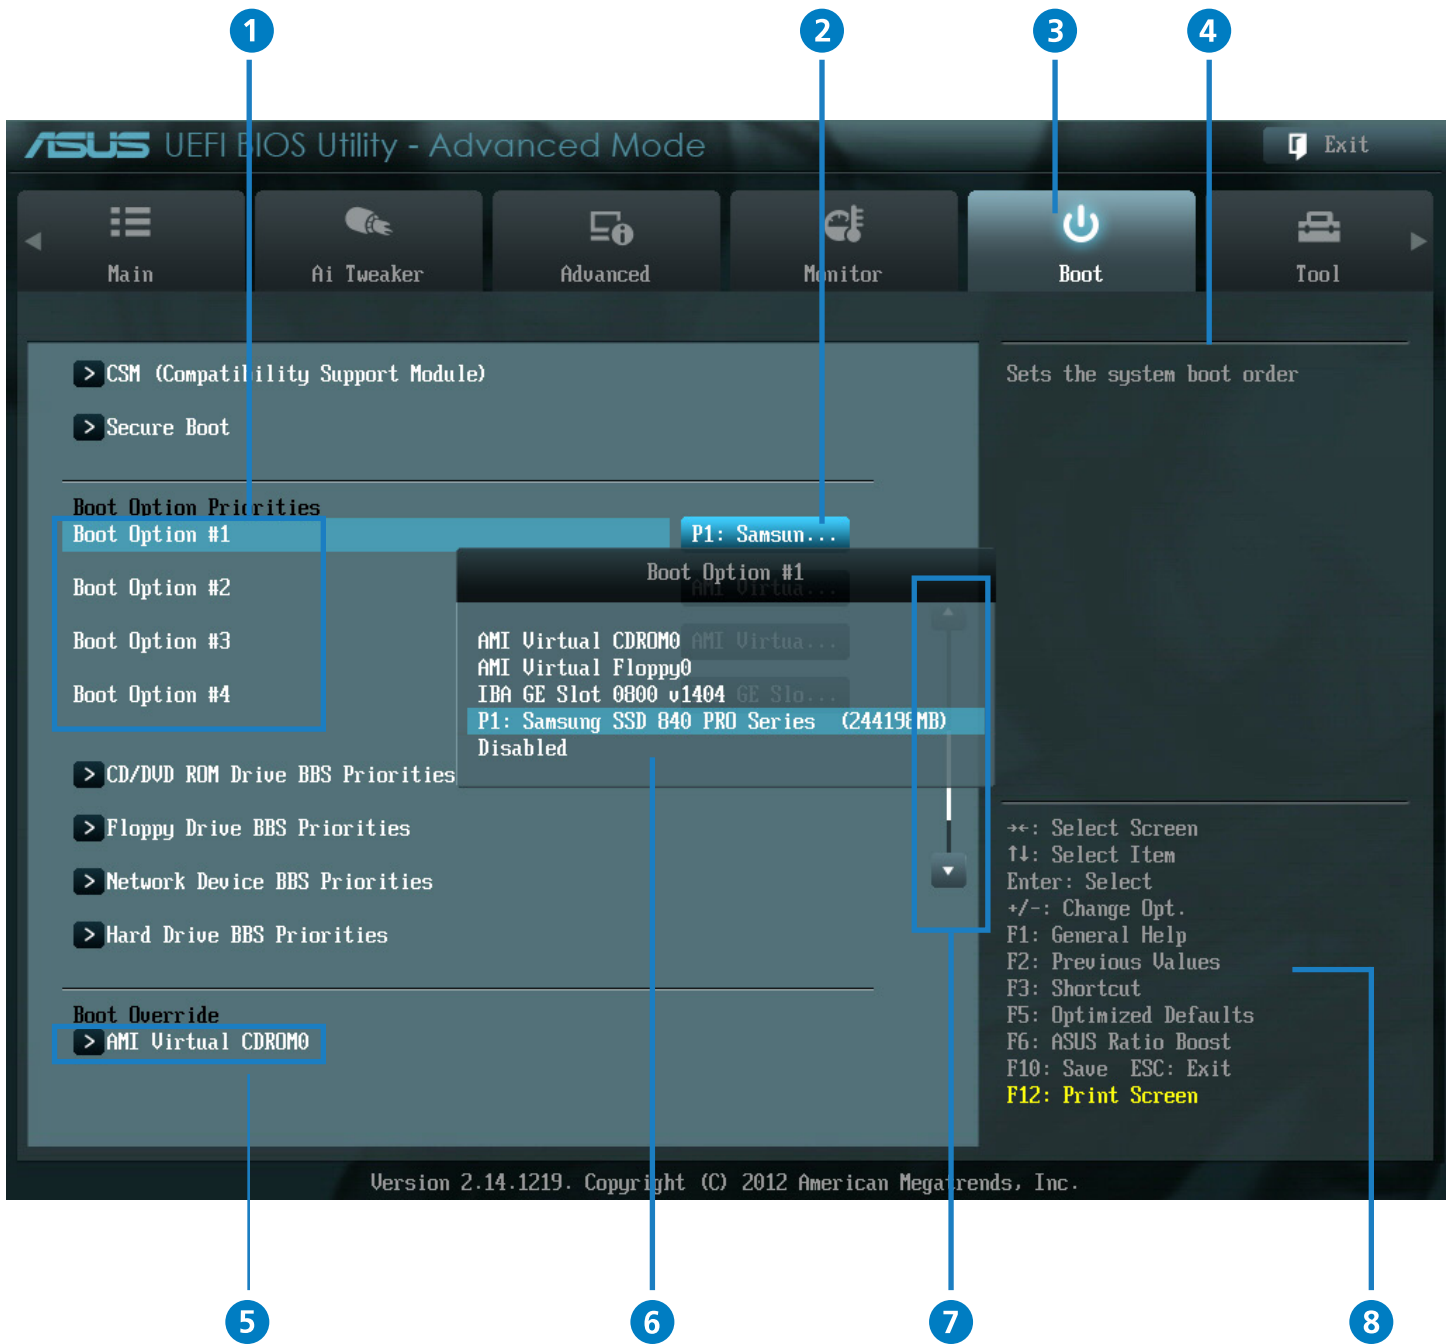 1 2 3 4
ASUS UEFI BIOS Utility - Advanced Mode
Exit
Main Ai Tweaker Advanced Monitor Boot Tool
CSM (Compatibility Support Module)
Secure Boot
Boot Option Priorities
Boot Option #1 P1: Samsun...
Boot Option #2 AMI Virtua...
Boot Option #3 AMI Virtua...
Boot Option #4 GE Slo...
Boot Option #1
AMI Virtual CDROM0
AMI Virtual Floppy0
IBA GE Slot 0800 v1404
P1: Samsung SSD 840 PRO Series (244198MB)
Disabled
CD/DVD ROM Drive BBS Priorities
Floppy Drive BBS Priorities
Network Device BBS Priorities
Hard Drive BBS Priorities
Boot Override
AMI Virtual CDROM0
Sets the system boot order
→←: Select Screen
↑↓: Select Item
Enter: Select
+/-: Change Opt.
F1: General Help
F2: Previous Values
F3: Shortcut
F5: Optimized Defaults
F6: ASUS Ratio Boost
F10: Save ESC: Exit
F12: Print Screen
Version 2.14.1219. Copyright (C) 2012 American Megatrends, Inc.
5 6 7 8